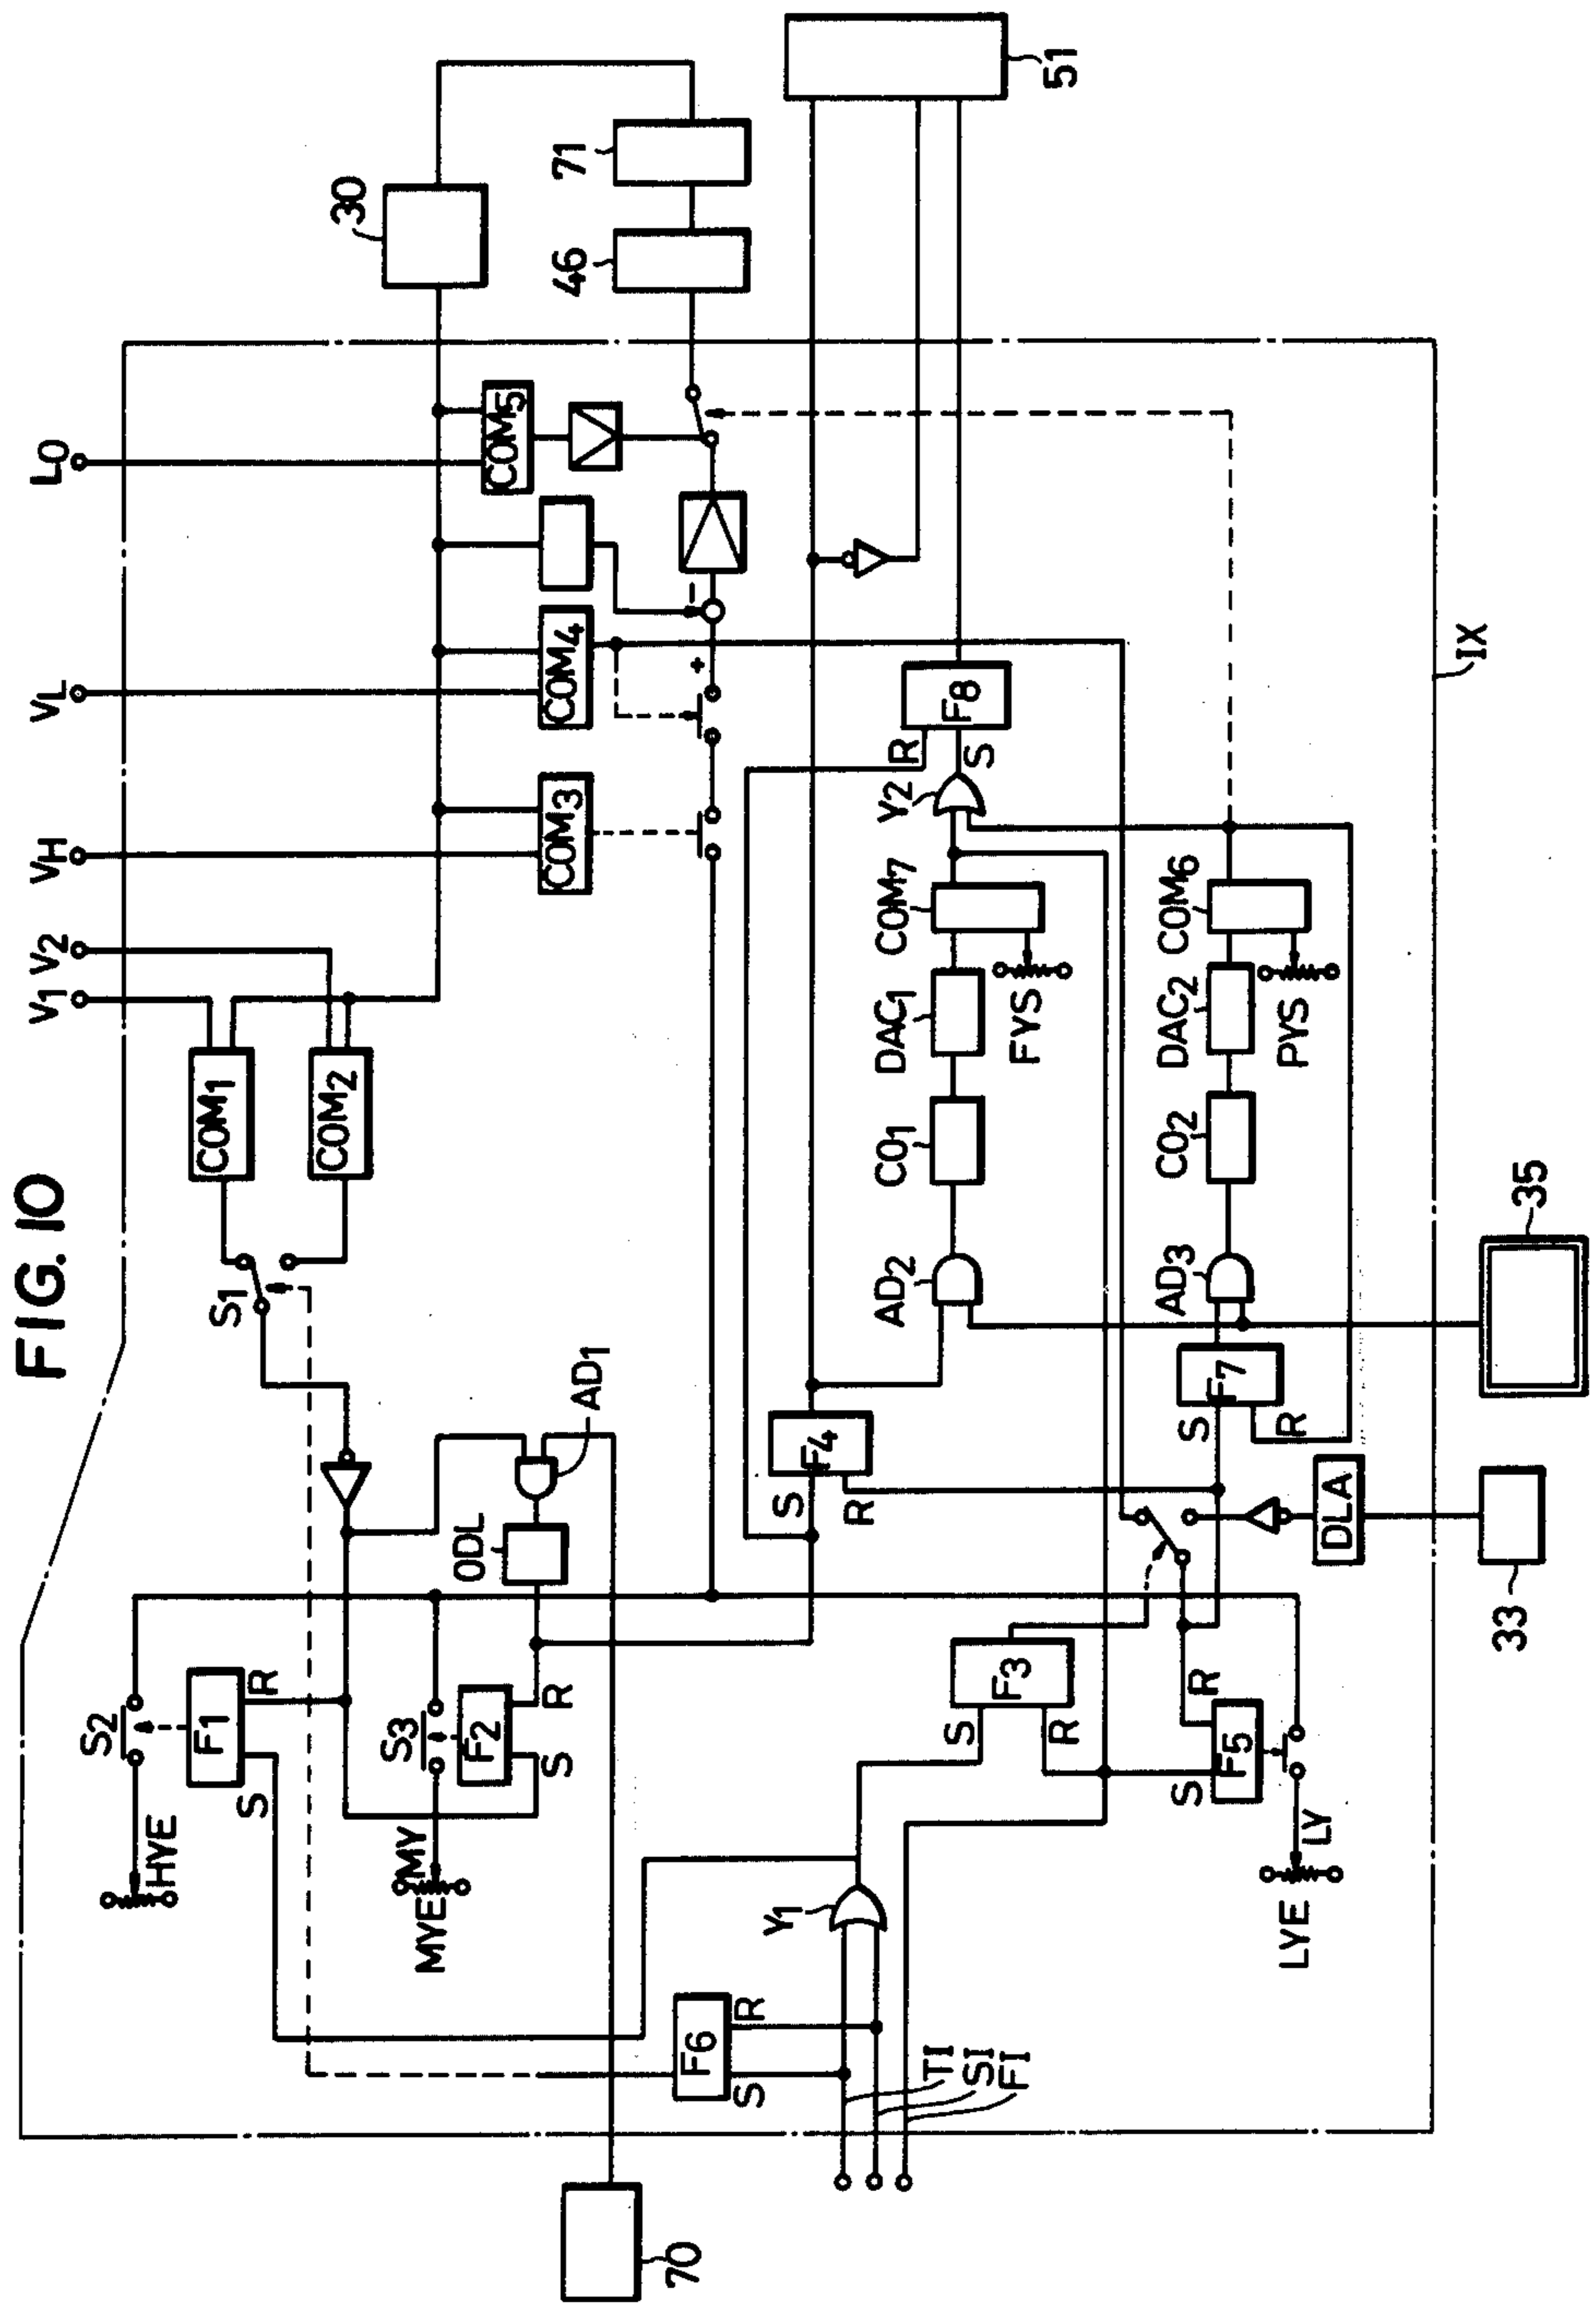 FIG. 10
V1
V2
VH
VL
LO
30
71
46
51
COM1
COM2
COM3
COM4
COM5
S1
S2
HYE
F1
S
R
S3
MY
MYE
F2
S
R
ODL
AD1
+
−
F4
S
R
F8
R
S
Y2
COM7
DAC1
FYS
CO1
AD2
COM6
DAC2
PYS
CO2
AD3
F7
S
R
IX
35
DLA
33
F3
S
R
F5
S
R
LY
LYE
Y1
F6
S
R
TI
SI
FI
70